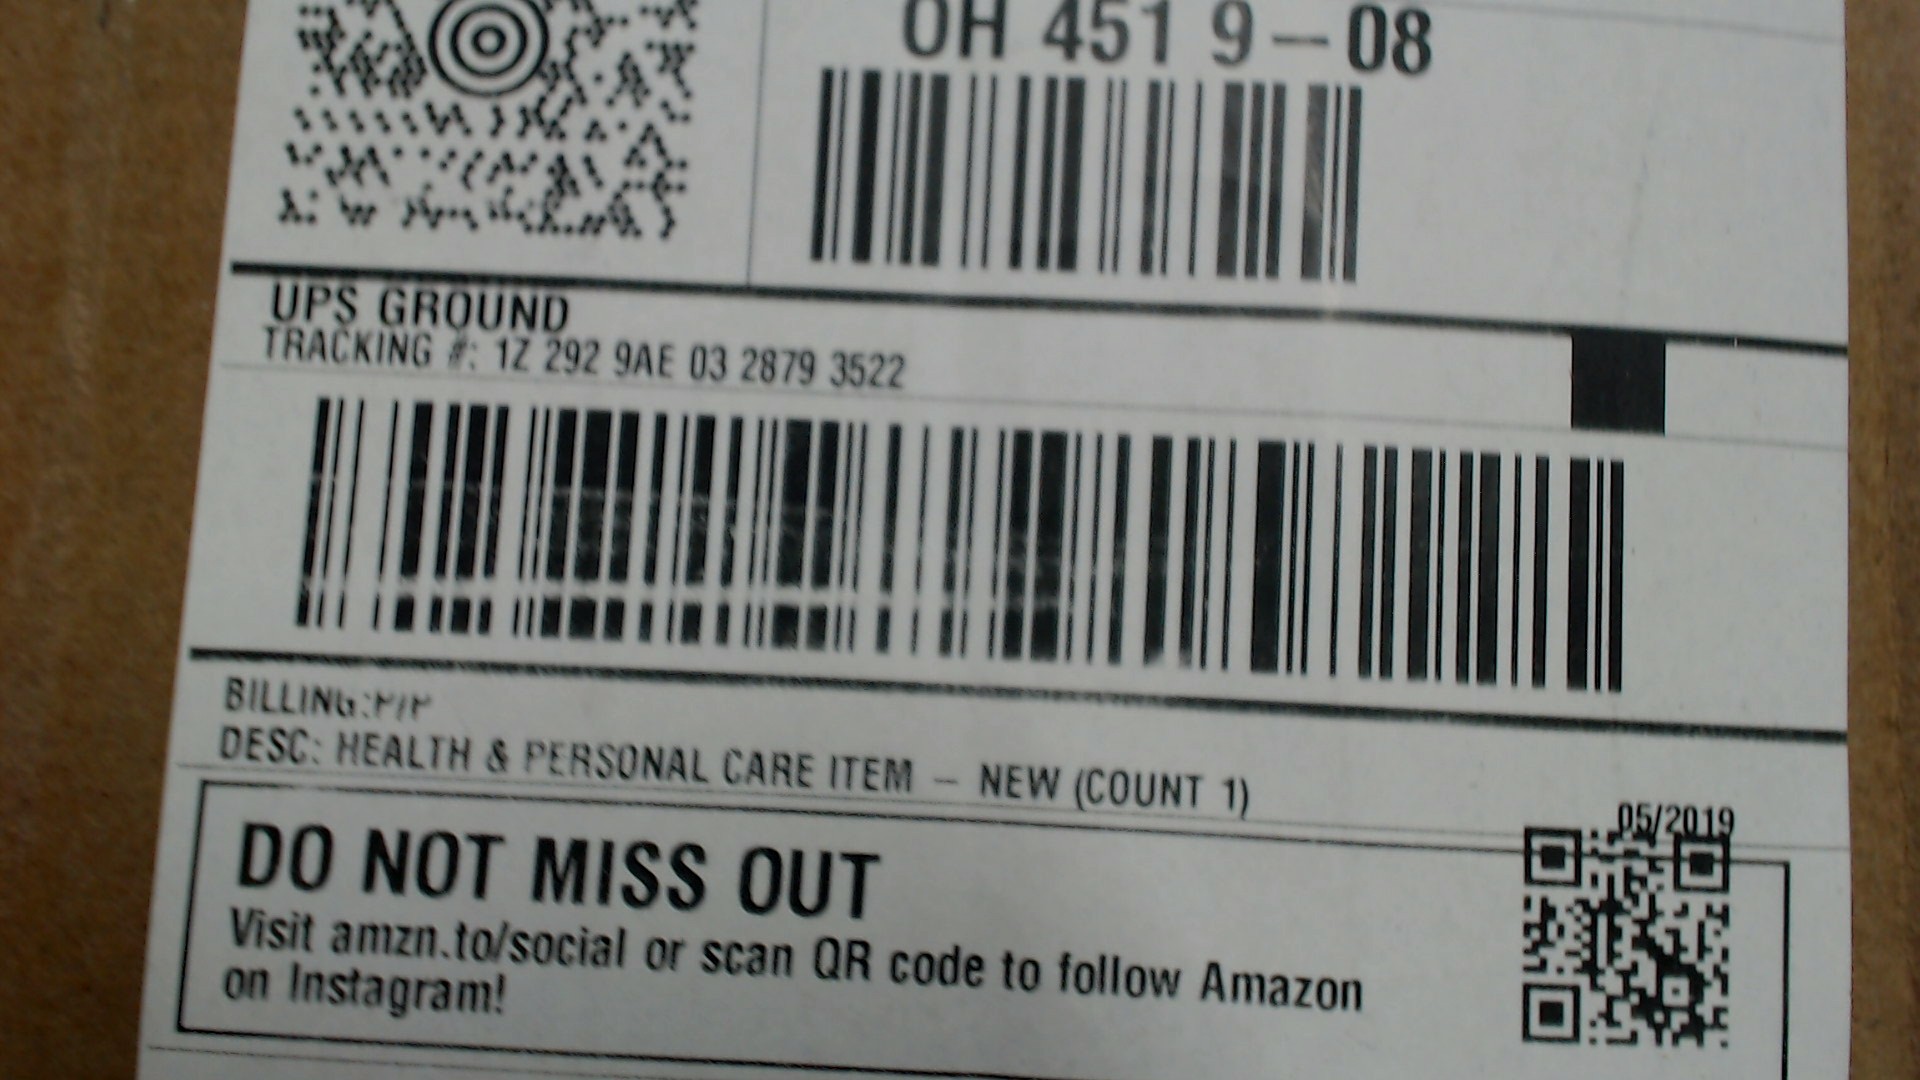 OH 451 9-08
UPS GROUND
TRACKING #: 1Z 292 9AE 03 2879 3522
BILLING:P/P
DESC: HEALTH & PERSONAL CARE ITEM - NEW (COUNT 1)
05/2019
DO NOT MISS OUT
Visit amzn.to/social or scan QR code to follow Amazon
on Instagram!